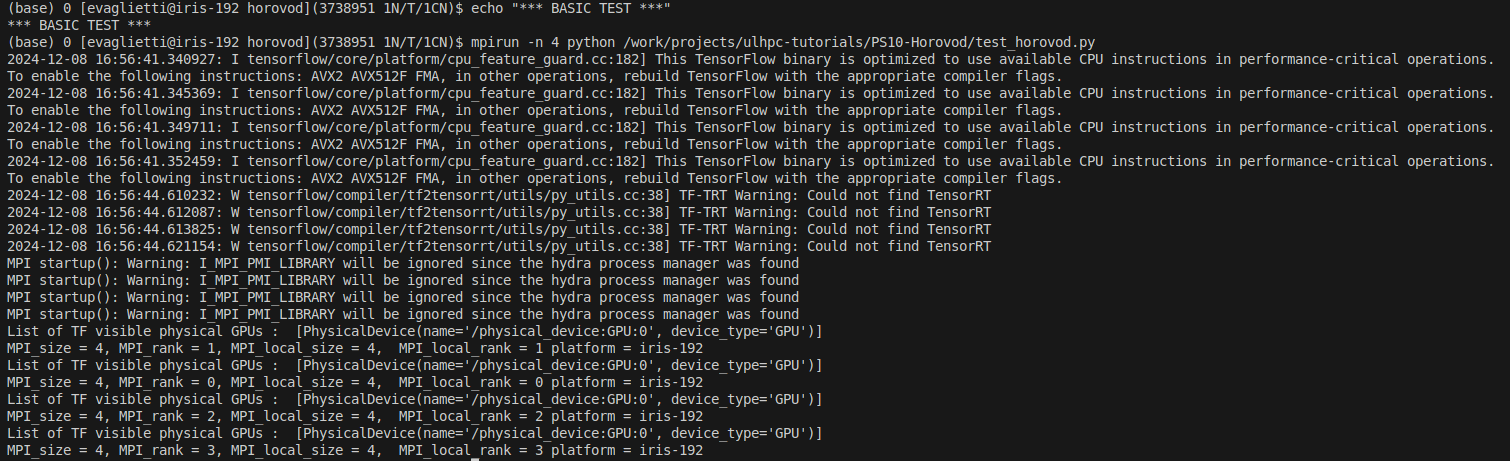 (base) 0 [evaglietti@iris-192 horovod](3738951 1N/T/1CN)$ echo "*** BASIC TEST ***"
*** BASIC TEST ***
(base) 0 [evaglietti@iris-192 horovod](3738951 1N/T/1CN)$ mpirun -n 4 python /work/projects/ulhpc-tutorials/PS10-Horovod/test_horovod.py
2024-12-08 16:56:41.340927: I tensorflow/core/platform/cpu_feature_guard.cc:182] This TensorFlow binary is optimized to use available CPU instructions in performance-critical operations.
To enable the following instructions: AVX2 AVX512F FMA, in other operations, rebuild TensorFlow with the appropriate compiler flags.
2024-12-08 16:56:41.345369: I tensorflow/core/platform/cpu_feature_guard.cc:182] This TensorFlow binary is optimized to use available CPU instructions in performance-critical operations.
To enable the following instructions: AVX2 AVX512F FMA, in other operations, rebuild TensorFlow with the appropriate compiler flags.
2024-12-08 16:56:41.349711: I tensorflow/core/platform/cpu_feature_guard.cc:182] This TensorFlow binary is optimized to use available CPU instructions in performance-critical operations.
To enable the following instructions: AVX2 AVX512F FMA, in other operations, rebuild TensorFlow with the appropriate compiler flags.
2024-12-08 16:56:41.352459: I tensorflow/core/platform/cpu_feature_guard.cc:182] This TensorFlow binary is optimized to use available CPU instructions in performance-critical operations.
To enable the following instructions: AVX2 AVX512F FMA, in other operations, rebuild TensorFlow with the appropriate compiler flags.
2024-12-08 16:56:44.610232: W tensorflow/compiler/tf2tensorrt/utils/py_utils.cc:38] TF-TRT Warning: Could not find TensorRT
2024-12-08 16:56:44.612087: W tensorflow/compiler/tf2tensorrt/utils/py_utils.cc:38] TF-TRT Warning: Could not find TensorRT
2024-12-08 16:56:44.613825: W tensorflow/compiler/tf2tensorrt/utils/py_utils.cc:38] TF-TRT Warning: Could not find TensorRT
2024-12-08 16:56:44.621154: W tensorflow/compiler/tf2tensorrt/utils/py_utils.cc:38] TF-TRT Warning: Could not find TensorRT
MPI startup(): Warning: I_MPI_PMI_LIBRARY will be ignored since the hydra process manager was found
MPI startup(): Warning: I_MPI_PMI_LIBRARY will be ignored since the hydra process manager was found
MPI startup(): Warning: I_MPI_PMI_LIBRARY will be ignored since the hydra process manager was found
MPI startup(): Warning: I_MPI_PMI_LIBRARY will be ignored since the hydra process manager was found
List of TF visible physical GPUs :  [PhysicalDevice(name='/physical_device:GPU:0', device_type='GPU')]
MPI_size = 4, MPI_rank = 1, MPI_local_size = 4,  MPI_local_rank = 1 platform = iris-192
List of TF visible physical GPUs :  [PhysicalDevice(name='/physical_device:GPU:0', device_type='GPU')]
MPI_size = 4, MPI_rank = 0, MPI_local_size = 4,  MPI_local_rank = 0 platform = iris-192
List of TF visible physical GPUs :  [PhysicalDevice(name='/physical_device:GPU:0', device_type='GPU')]
MPI_size = 4, MPI_rank = 2, MPI_local_size = 4,  MPI_local_rank = 2 platform = iris-192
List of TF visible physical GPUs :  [PhysicalDevice(name='/physical_device:GPU:0', device_type='GPU')]
MPI_size = 4, MPI_rank = 3, MPI_local_size = 4,  MPI_local_rank = 3 platform = iris-192